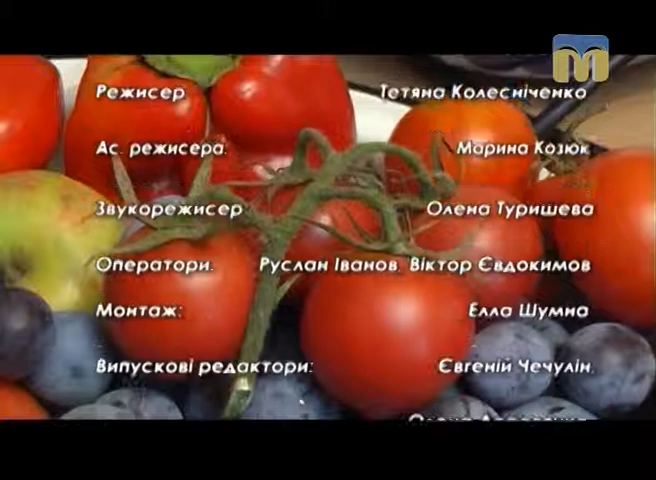 Режисер Тетяна Колесніченко
Ас. режисера: Марина Козюк
Звукорежисер Олена Туришева
Оператори: Руслан Іванов, Віктор Євдокимов
Монтаж: Елла Шумна
Випускові редактори: Євгеній Чечулін,